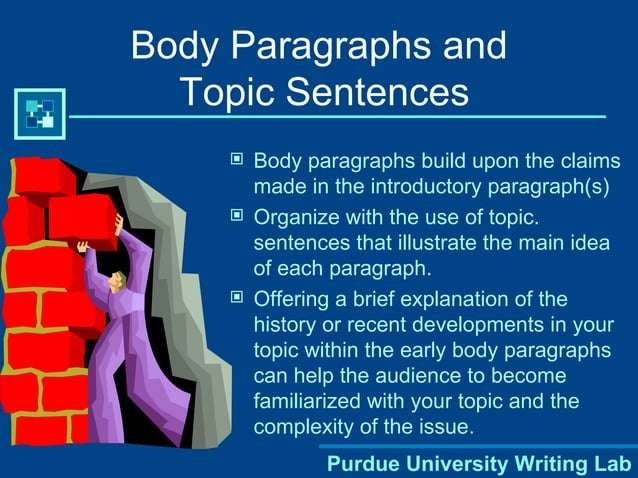 Body Paragraphs and
Topic Sentences
Body paragraphs build upon the claims
made in the introductory paragraph(s)
Organize with the use of topic.
sentences that illustrate the main idea
of each paragraph.
Offering a brief explanation of the
history or recent developments in your
topic within the early body paragraphs
can help the audience to become
familiarized with your topic and the
complexity of the issue.
Purdue University Writing Lab